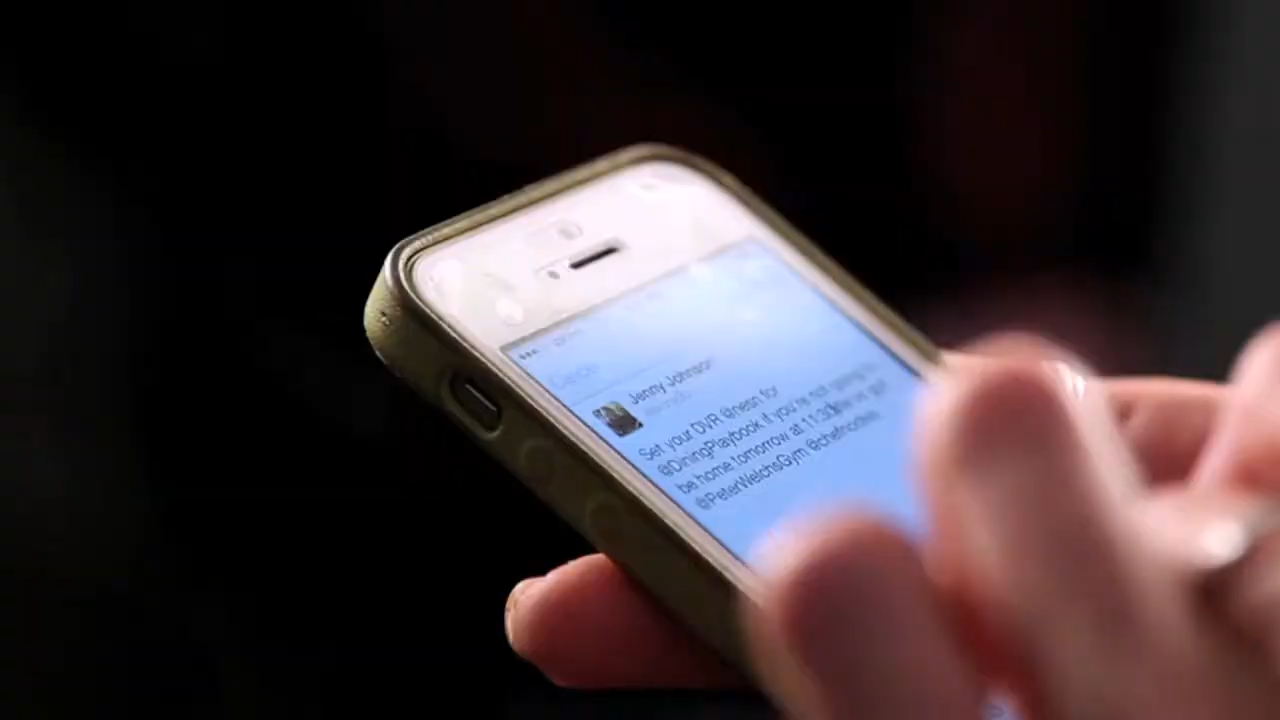 Jenny Johnson
Set your DVR @nesn for
@DiningPlaybook if you're not going to
be home tomorrow at 11:30
@PeterWelchsGym